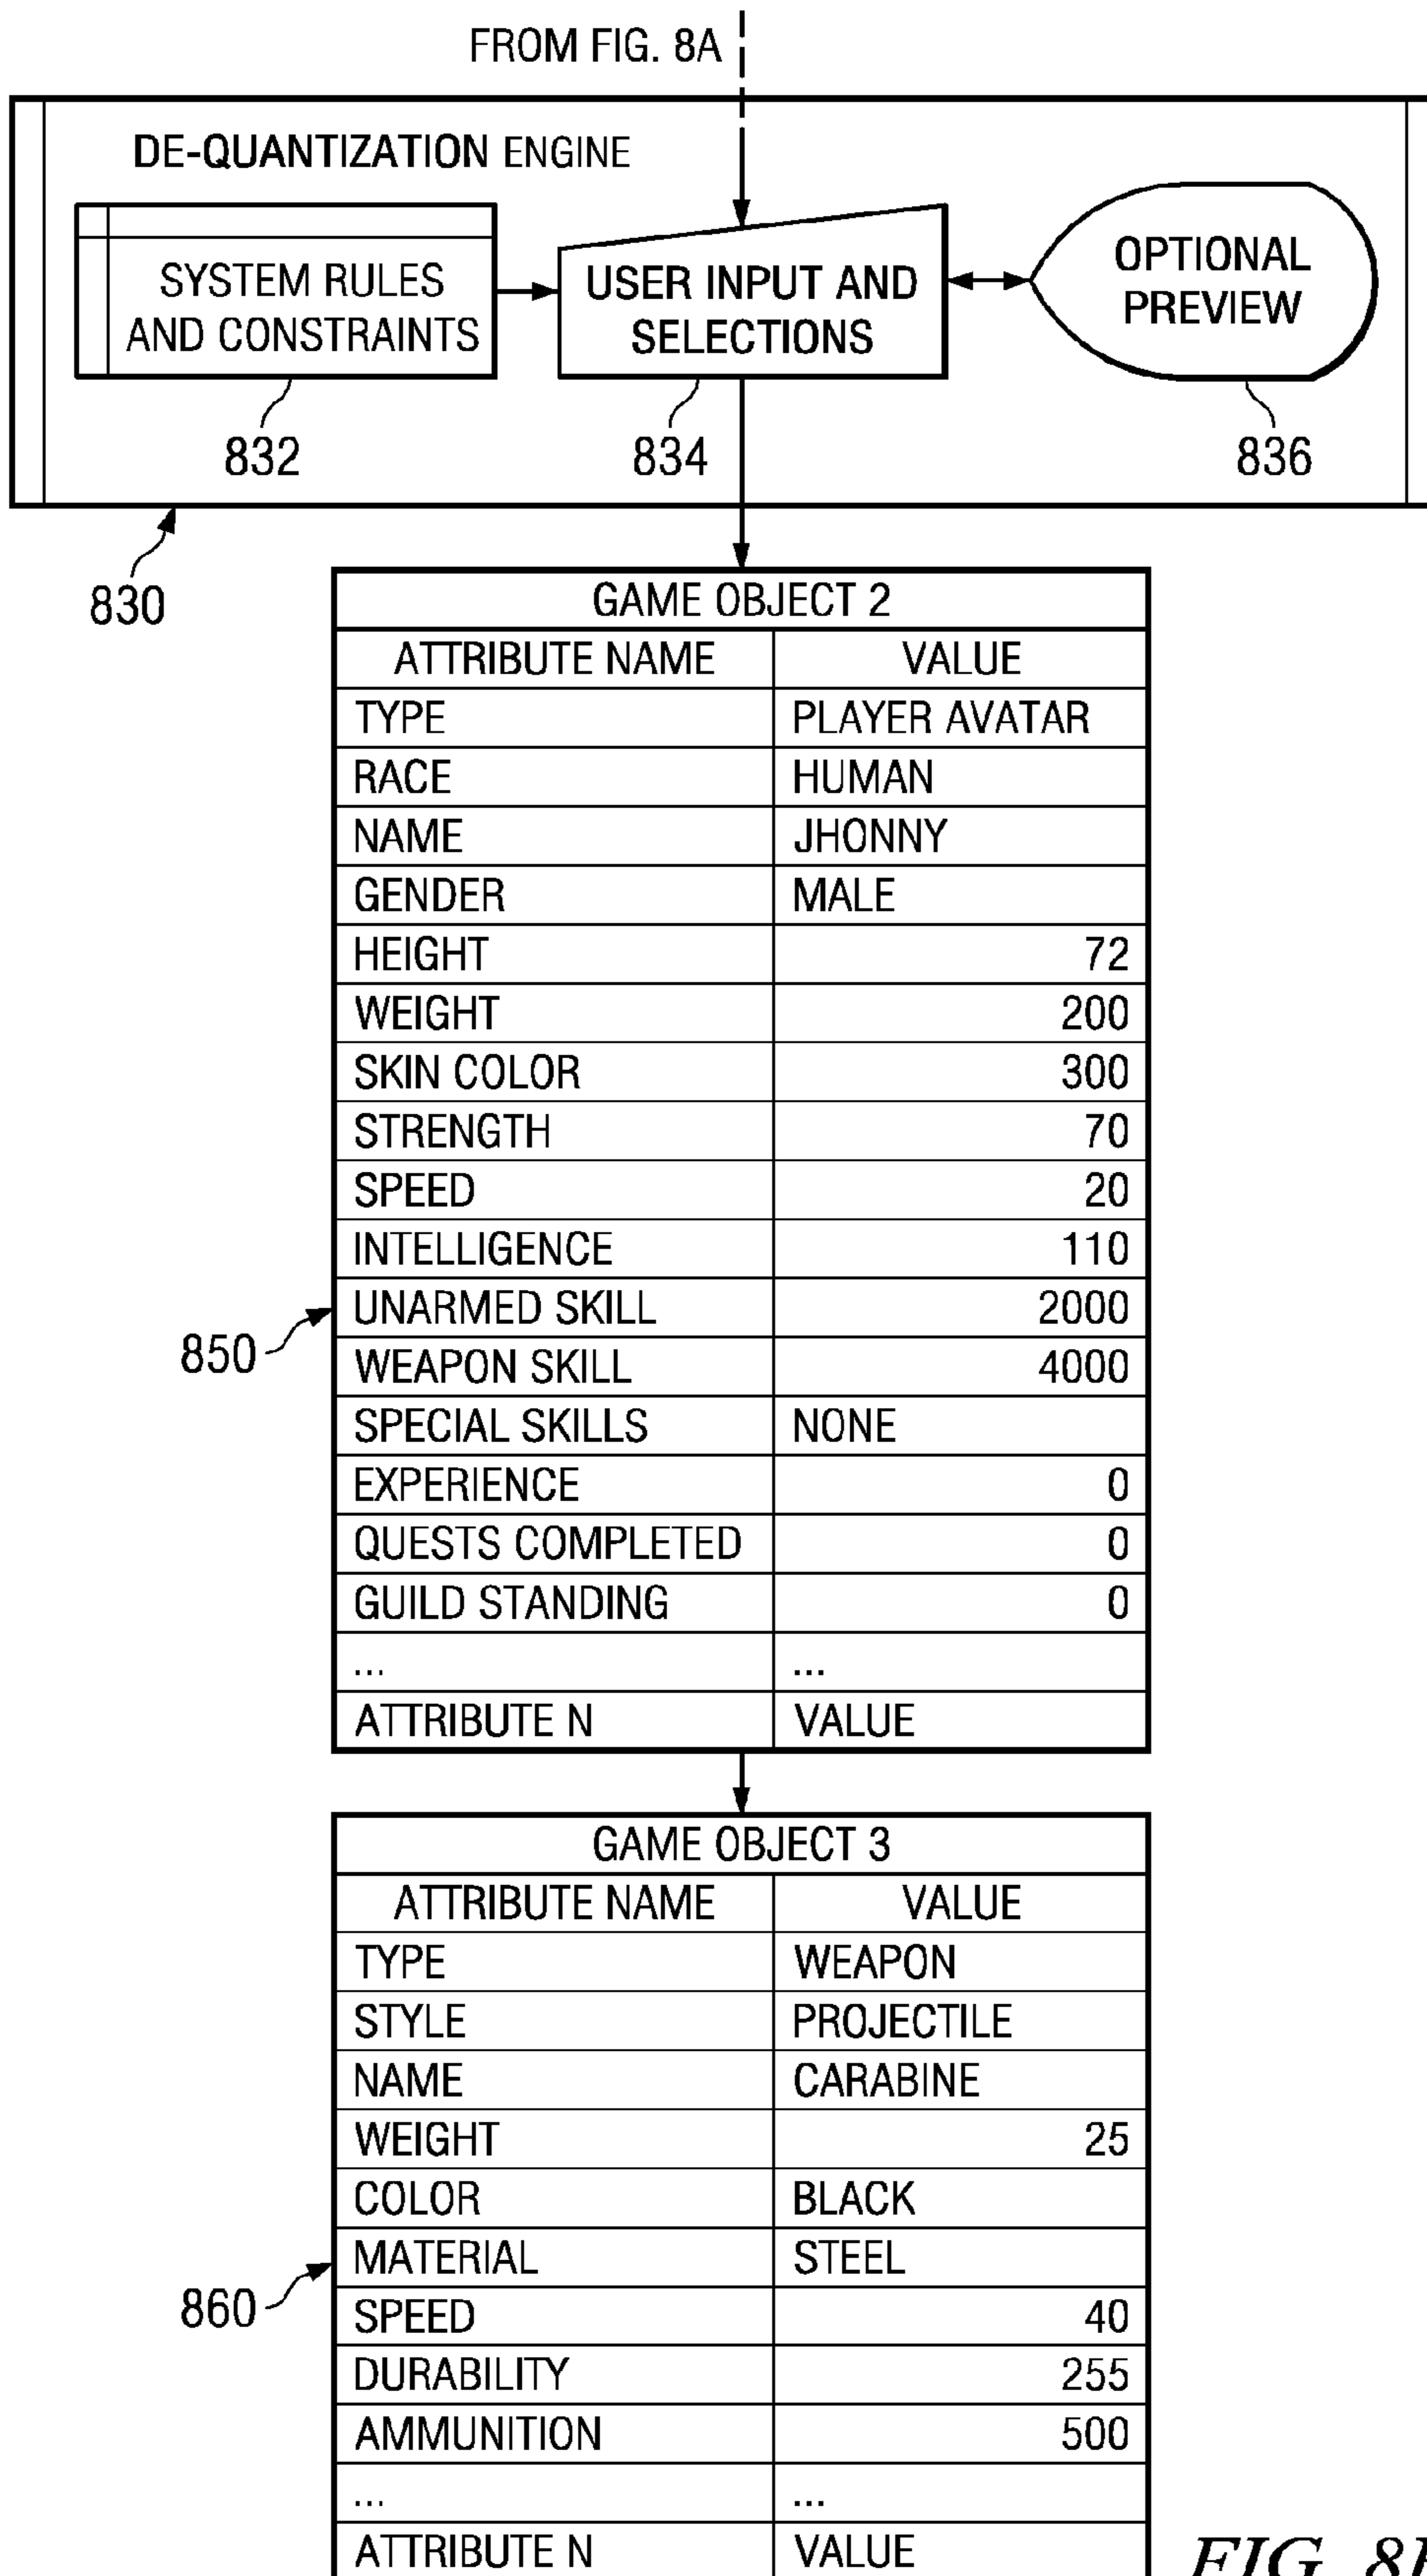 FROM FIG. 8A
DE-QUANTIZATION ENGINE
SYSTEM RULES
AND CONSTRAINTS
USER INPUT AND
SELECTIONS
OPTIONAL
PREVIEW
832
834
836
830
GAME OBJECT 2
ATTRIBUTE NAME VALUE
TYPE PLAYER AVATAR
RACE HUMAN
NAME JHONNY
GENDER MALE
HEIGHT 72
WEIGHT 200
SKIN COLOR 300
STRENGTH 70
SPEED 20
INTELLIGENCE 110
UNARMED SKILL 2000
850
WEAPON SKILL 4000
SPECIAL SKILLS NONE
EXPERIENCE 0
QUESTS COMPLETED 0
GUILD STANDING 0
... ...
ATTRIBUTE N VALUE
GAME OBJECT 3
ATTRIBUTE NAME VALUE
TYPE WEAPON
STYLE PROJECTILE
NAME CARABINE
WEIGHT 25
COLOR BLACK
MATERIAL STEEL
860
SPEED 40
DURABILITY 255
AMMUNITION 500
... ...
ATTRIBUTE N VALUE
FIG.